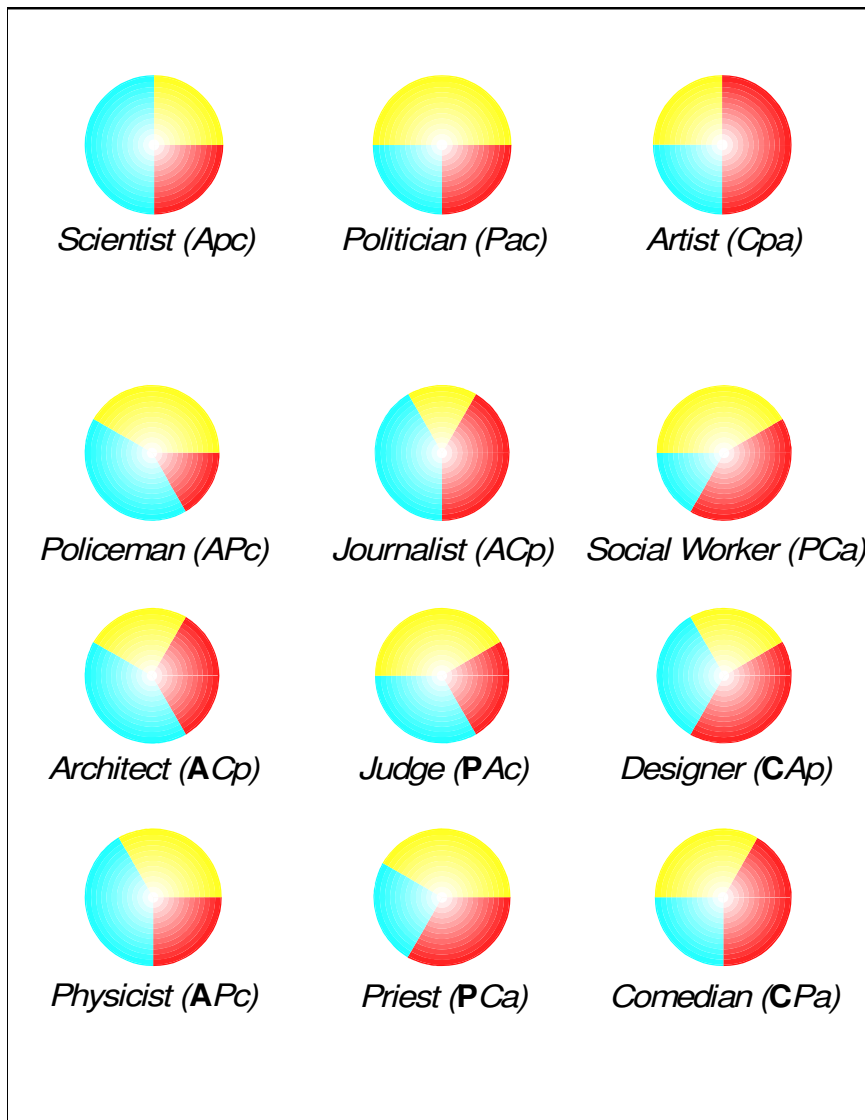 Scientist (Apc) Politician (Pac) Artist (Cpa)
Policeman (APc) Journalist (ACp) Social Worker (PCa)
Architect (ACp) Judge (PAc) Designer (CAp)
Physicist (APc) Priest (PCa) Comedian (CPa)